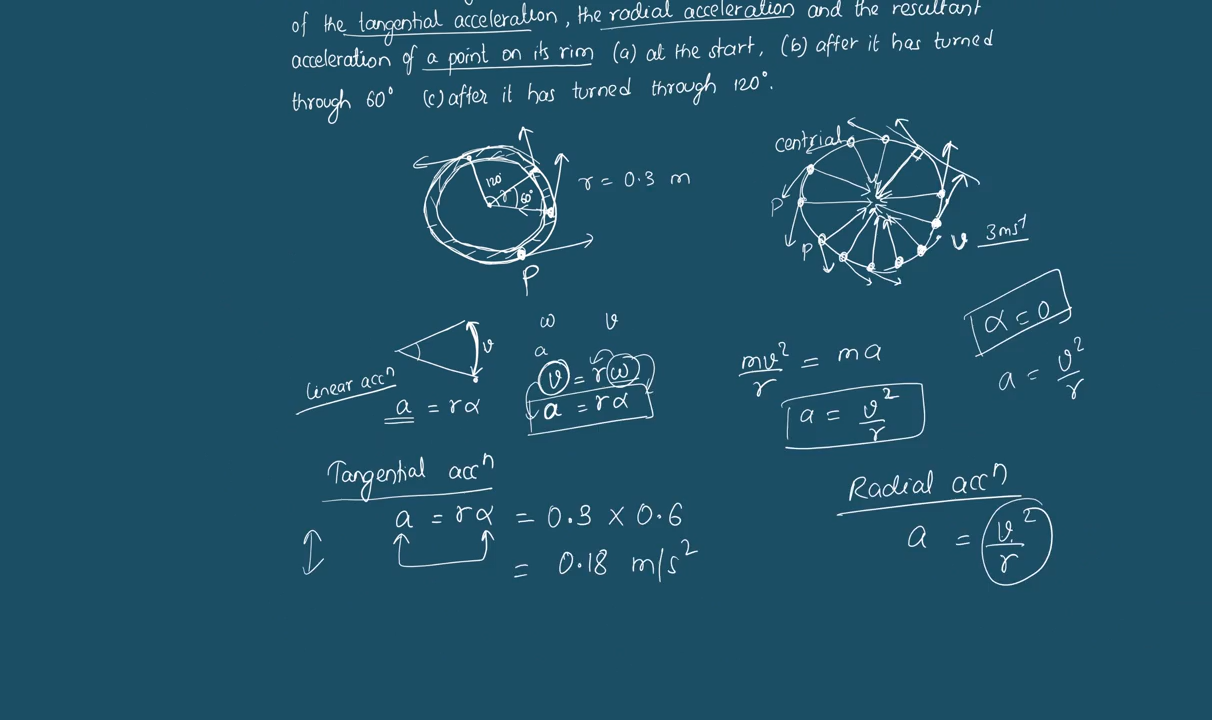 of the tangential acceleration, the radial acceleration and the resultant
acceleration of a point on its rim (a) at the start, (b) after it has turned
through 60° (c) after it has turned through 120°.
120°
r
60°
r = 0.3 m
P
centrial
P
P
v 3ms⁻¹
α = 0
a = v²/r
v
Linear accⁿ
a = rα
ω v
a
v = rω
a = rα
mv²/r = ma
a = v²/r
Tangential accⁿ
a = rα = 0.3 × 0.6
= 0.18 m/s²
Radial accⁿ
a = v²/r